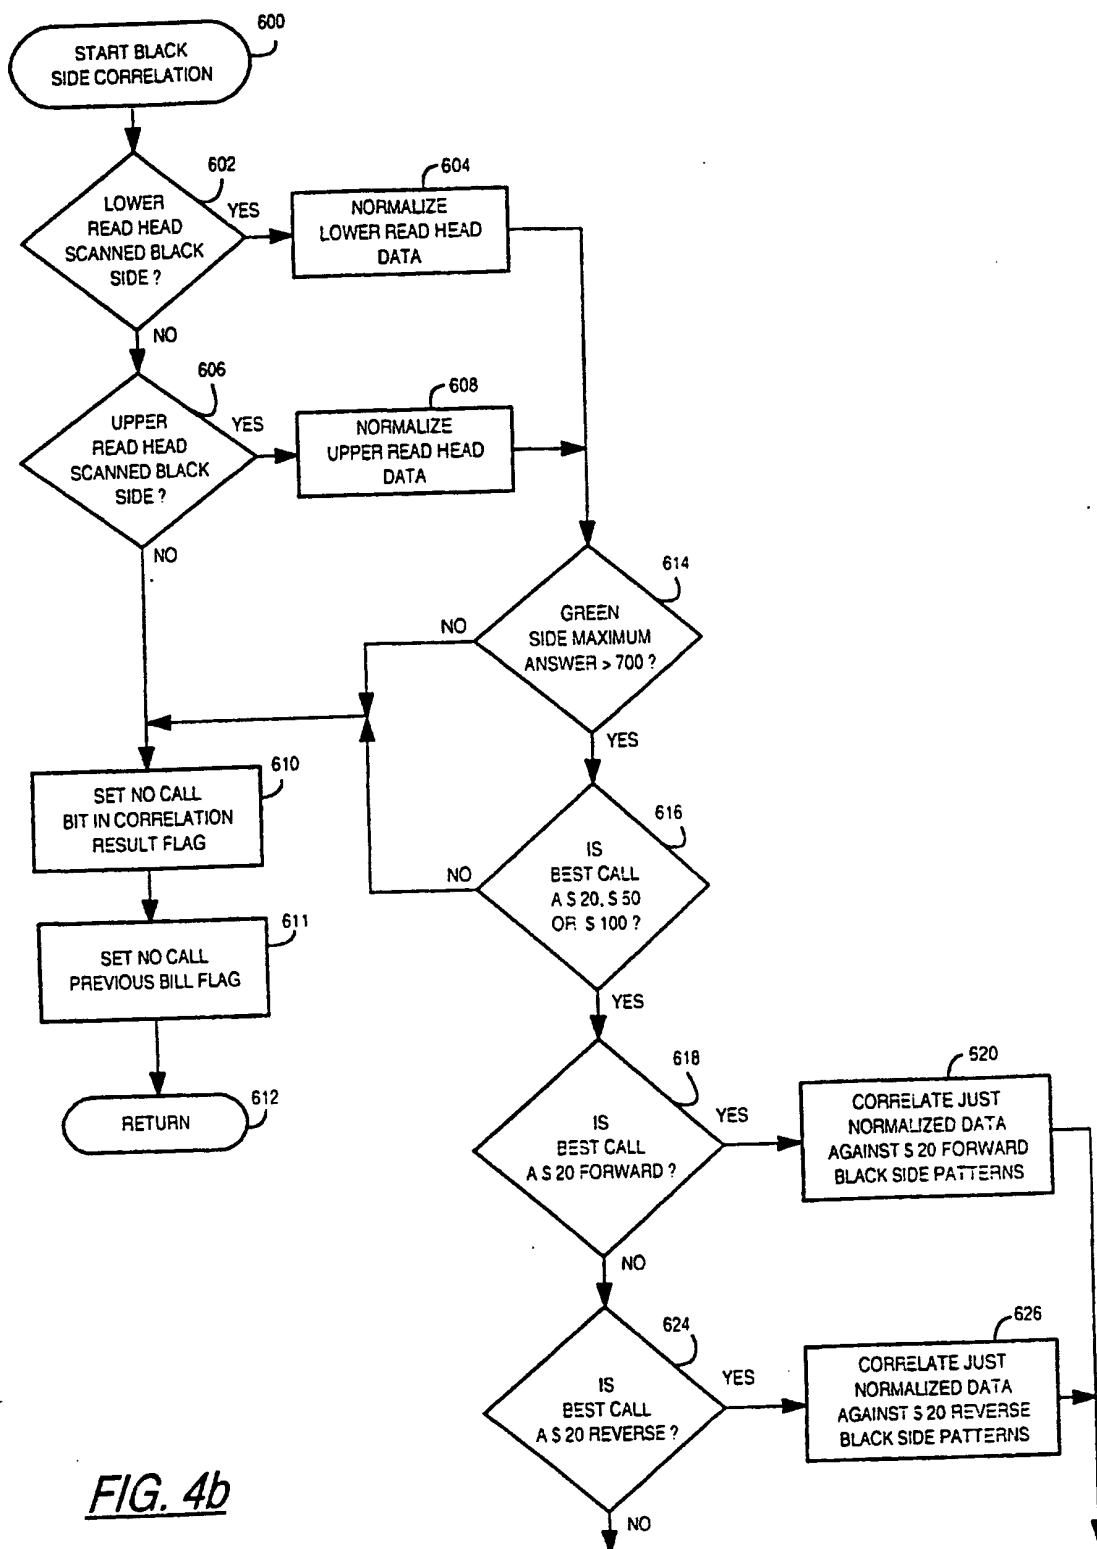 600
START BLACK
SIDE CORRELATION
602
LOWER
READ HEAD
SCANNED BLACK
SIDE ?
YES
604
NORMALIZE
LOWER READ HEAD
DATA
NO
606
UPPER
READ HEAD
SCANNED BLACK
SIDE ?
YES
608
NORMALIZE
UPPER READ HEAD
DATA
NO
614
GREEN
SIDE MAXIMUM
ANSWER > 700 ?
NO
YES
610
SET NO CALL
BIT IN CORRELATION
RESULT FLAG
616
IS
BEST CALL
A $ 20, $ 50
OR $ 100 ?
NO
YES
611
SET NO CALL
PREVIOUS BILL FLAG
612
RETURN
618
IS
BEST CALL
A $ 20 FORWARD ?
YES
620
CORRELATE JUST
NORMALIZED DATA
AGAINST $ 20 FORWARD
BLACK SIDE PATTERNS
NO
624
IS
BEST CALL
A $ 20 REVERSE ?
YES
626
CORRELATE JUST
NORMALIZED DATA
AGAINST $ 20 REVERSE
BLACK SIDE PATTERNS
NO
FIG. 4b